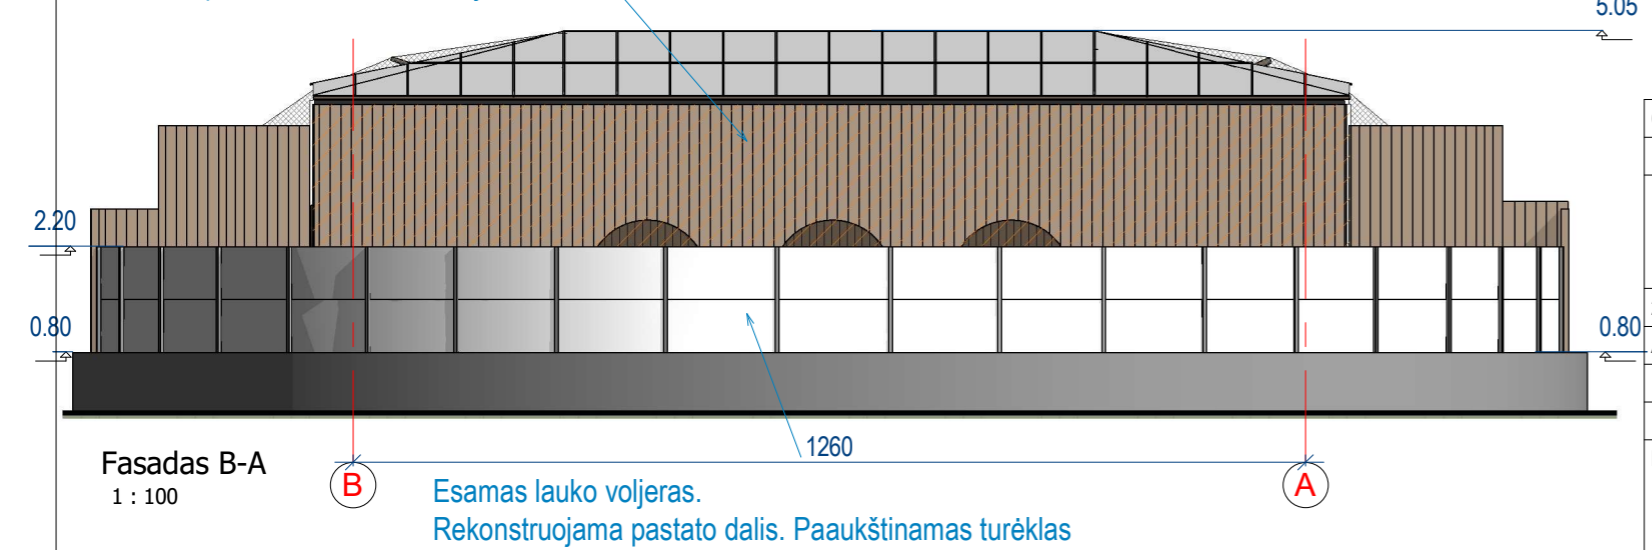 5.05
2.20
0.80
0.80
1260
Fasadas B-A
1 : 100
B
A
Esamas lauko voljeras.
Rekonstruojama pastato dalis. Paaukštinamas turėklas